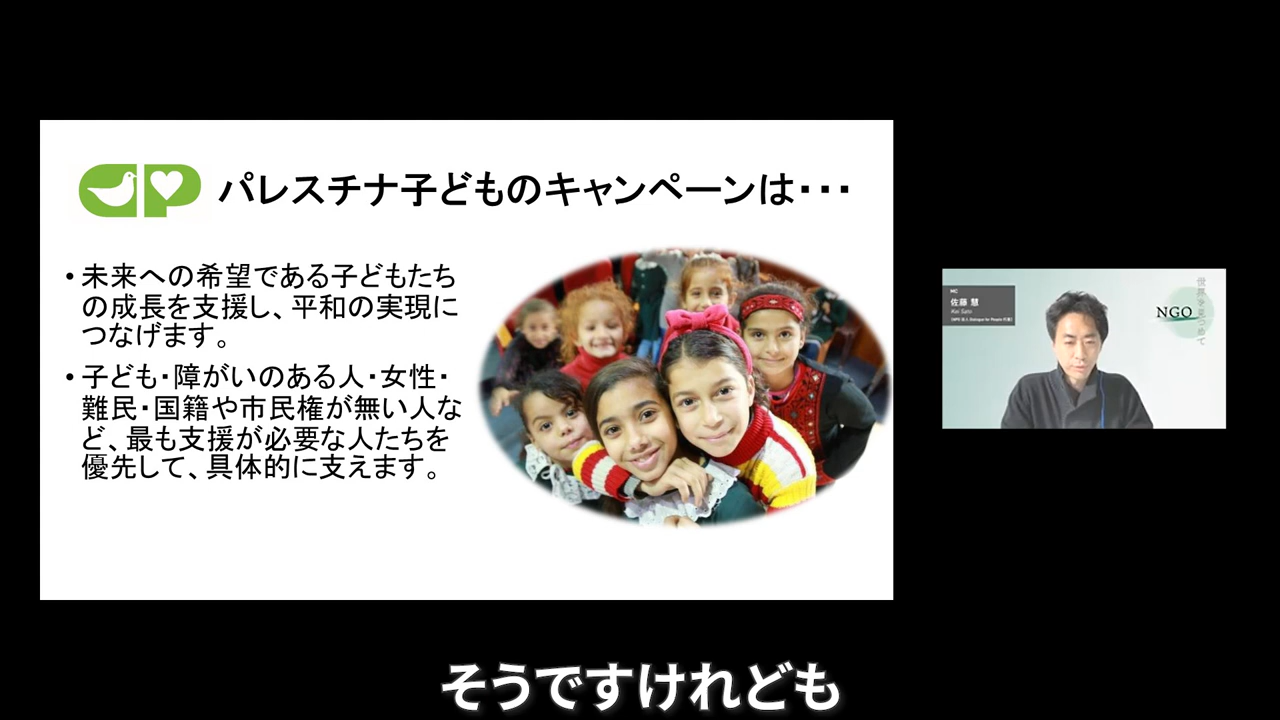 パレスチナ子どものキャンペーンは・・・
・未来への希望である子どもたち
の成長を支援し、平和の実現に
つなげます。
・子ども・障がいのある人・女性・
難民・国籍や市民権が無い人な
ど、最も支援が必要な人たちを
優先して、具体的に支えます。
MC
佐藤 慧
Kei Sato
NGO
そうですけれども